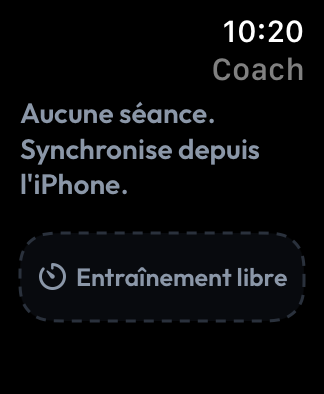 10:20
Coach
Aucune séance.
Synchronise depuis
l'iPhone.
Entraînement libre